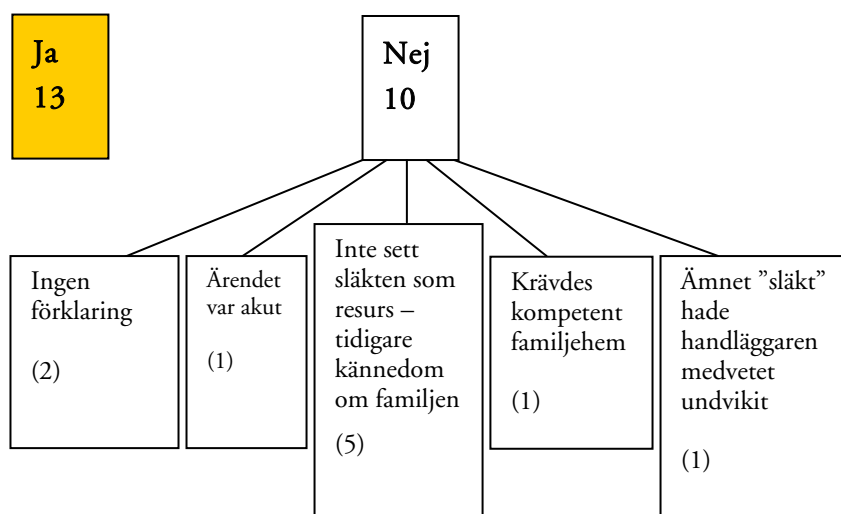 Ja
13
Nej
10
Ingen
förklaring
(2)
Ärendet
var akut
(1)
Inte sett
släkten som
resurs –
tidigare
kännedom
om familjen
(5)
Krävdes
kompetent
familjehem
(1)
Ämnet ”släkt”
hade
handläggaren
medvetet
undvikit
(1)